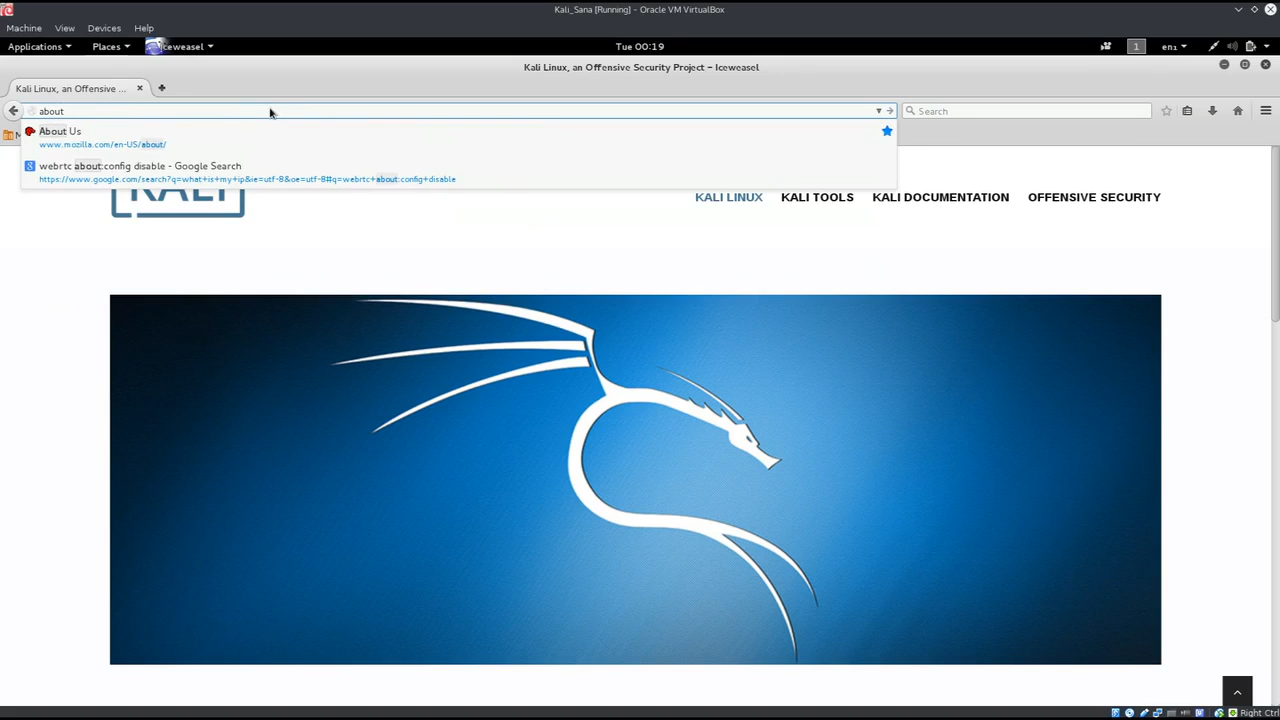 Kali_Sana [Running] - Oracle VM VirtualBox
Machine View Devices Help
Applications Places Iceweasel Tue 00:19 1 en1
Kali Linux, an Offensive Security Project - Iceweasel
Kali Linux, an Offensive ...
about Search
About Us
www.mozilla.com/en-US/about/
webrtc about:config disable - Google Search
https://www.google.com/search?q=what+is+my+ip&ie=utf-8&oe=utf-8#q=webrtc+about:config+disable
KALI LINUX KALI TOOLS KALI DOCUMENTATION OFFENSIVE SECURITY
Right Ctrl